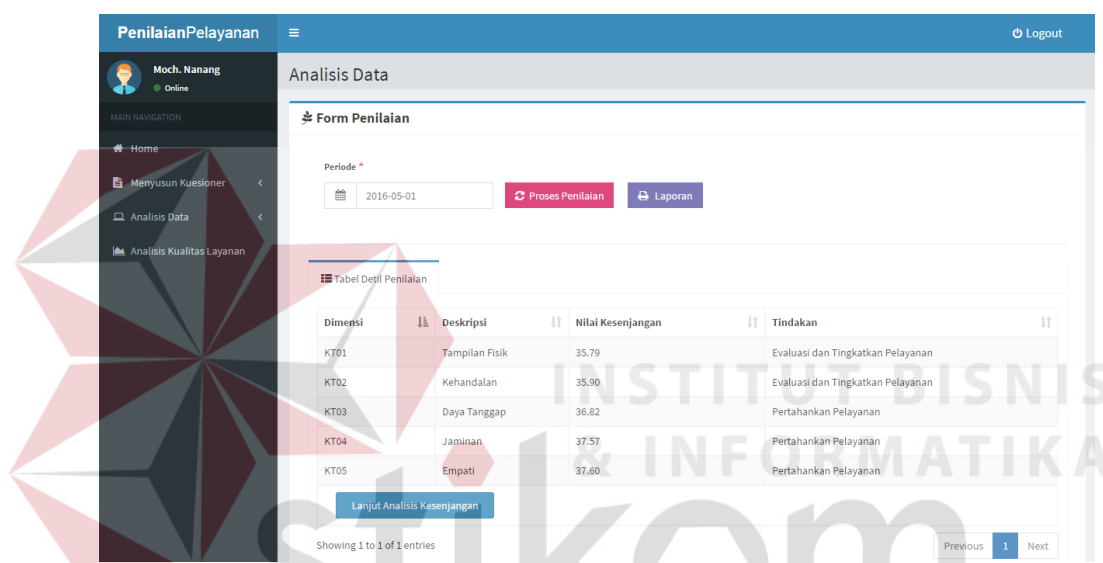 PenilaianPelayanan
Logout
Moch. Nanang
Online
MAIN NAVIGATION
Home
Menyusun Kuesioner
Analisis Data
Analisis Kualitas Layanan
Analisis Data
Form Penilaian
Periode *
2016-05-01 Proses Penilaian Laporan
Tabel Detil Penilaian
Dimensi Deskripsi Nilai Kesenjangan Tindakan
KT01 Tampilan Fisik 35.79 Evaluasi dan Tingkatkan Pelayanan
KT02 Kehandalan 35.90 Evaluasi dan Tingkatkan Pelayanan
KT03 Daya Tanggap 36.82 Pertahankan Pelayanan
KT04 Jaminan 37.57 Pertahankan Pelayanan
KT05 Empati 37.60 Pertahankan Pelayanan
Lanjut Analisis Kesenjangan
Showing 1 to 1 of 1 entries
Previous 1 Next
INSTITUT BISNIS
& INFORMATIKA
stikom